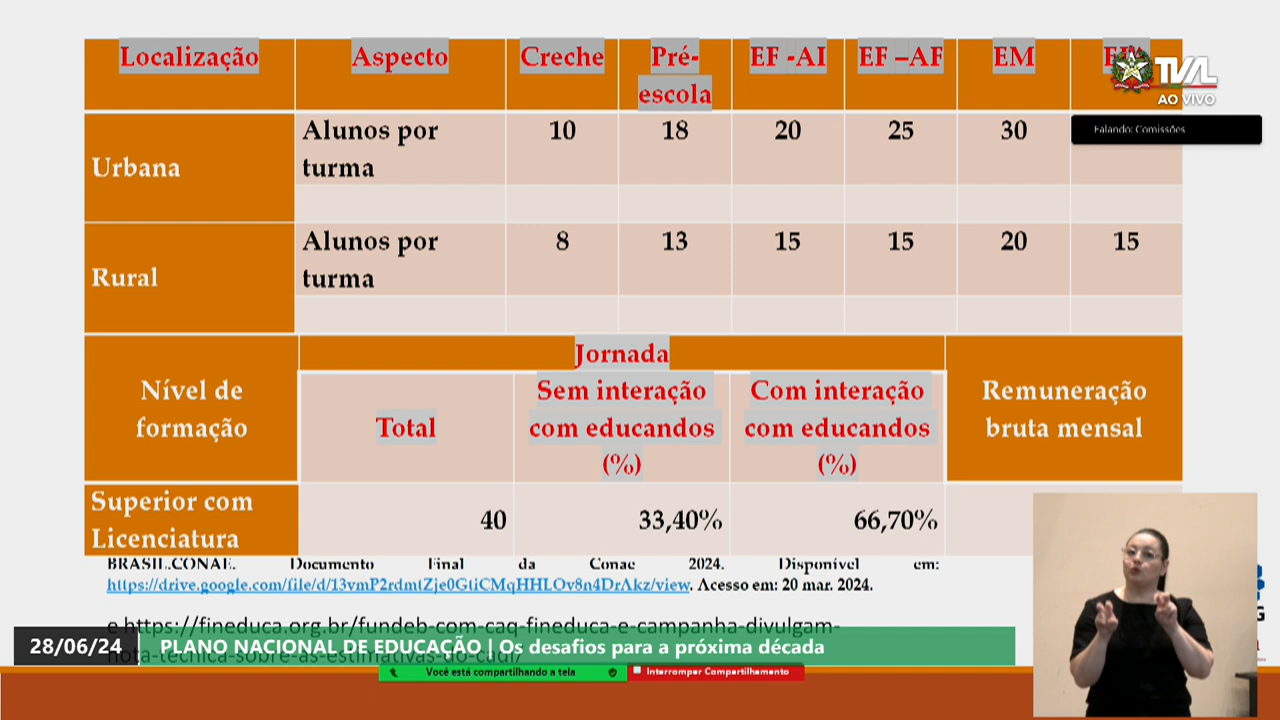 Localização Aspecto Creche Pré-escola EF -AI EF –AF EM
TVAL
AO VIVO
Falando: Comissões
Urbana Alunos por turma 10 18 20 25 30
Rural Alunos por turma 8 13 15 15 20 15
Nível de formação Jornada Remuneração bruta mensal
Total Sem interação com educandos (%) Com interação com educandos (%)
Superior com Licenciatura 40 33,40% 66,70%
BRASIL.CONAE. Documento Final da Conae 2024. Disponível em:
https://drive.google.com/file/d/13vmP2rdmtZje0GtiCMqHHLOv8n4DrAkz/view. Acesso em: 20 mar. 2024.
e https://fineduca.org.br/fundeb-com-caq-fineduca-e-campanha-divulgam-
nota-tecnica-sobre-as-estimativas-do-caqi/
28/06/24 PLANO NACIONAL DE EDUCAÇÃO | Os desafios para a próxima década
Você está compartilhando a tela Interromper Compartilhamento